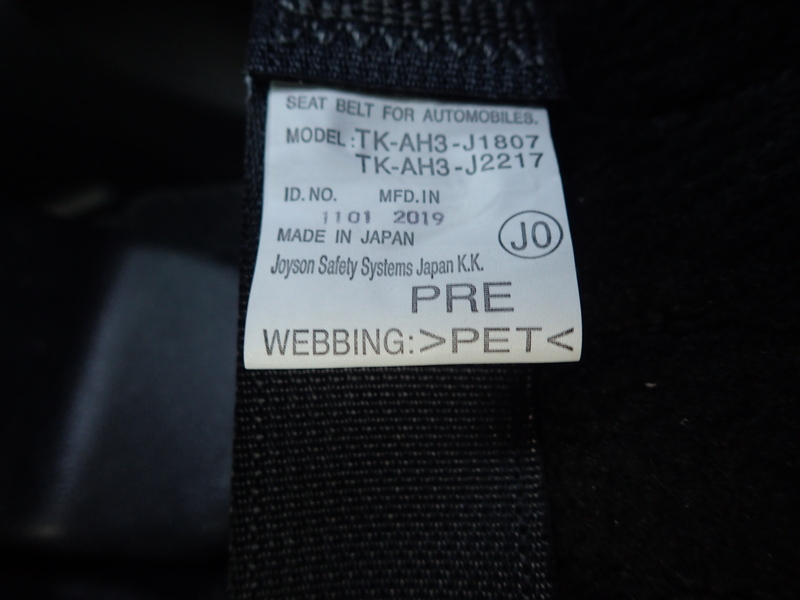 SEAT BELT FOR AUTOMOBILES.
MODEL:TK-AH3-J1807
TK-AH3-J2217
ID.NO. MFD.IN
1101 2019
MADE IN JAPAN
JO
Joyson Safety Systems Japan K.K.
PRE
WEBBING:>PET<